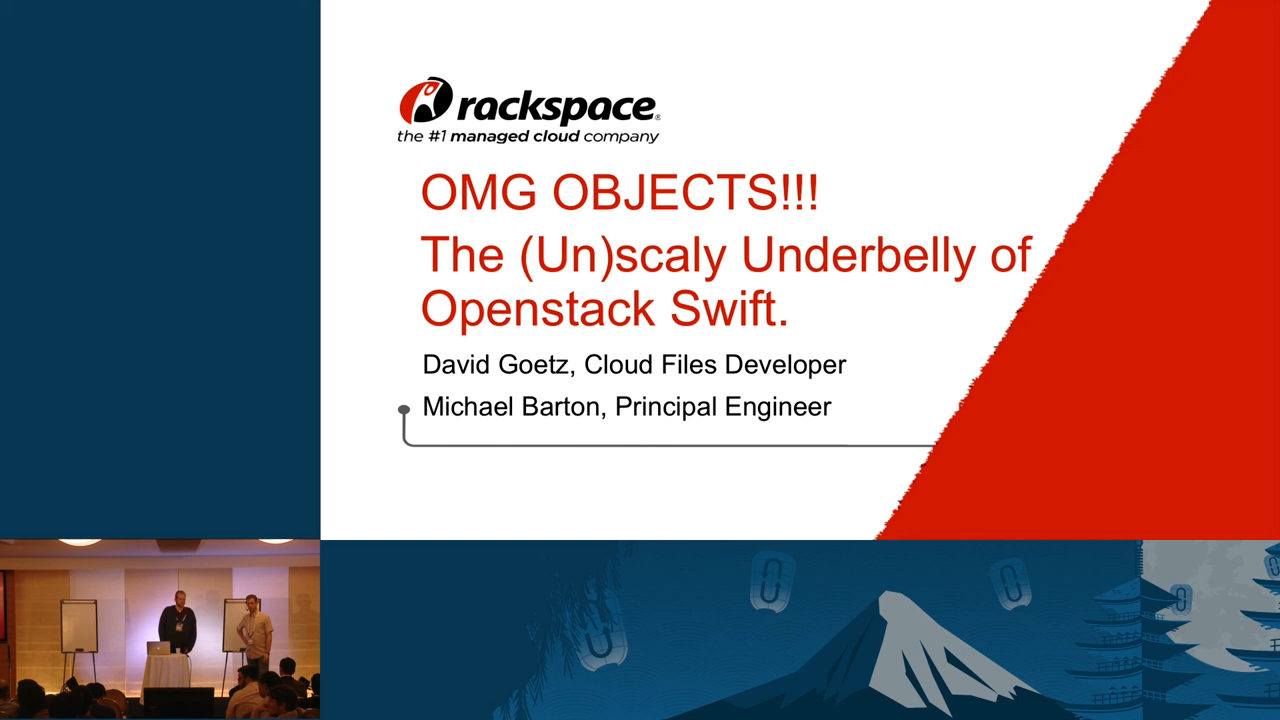 rackspace®
the #1 managed cloud company
OMG OBJECTS!!!
The (Un)scaly Underbelly of
Openstack Swift.
David Goetz, Cloud Files Developer
Michael Barton, Principal Engineer